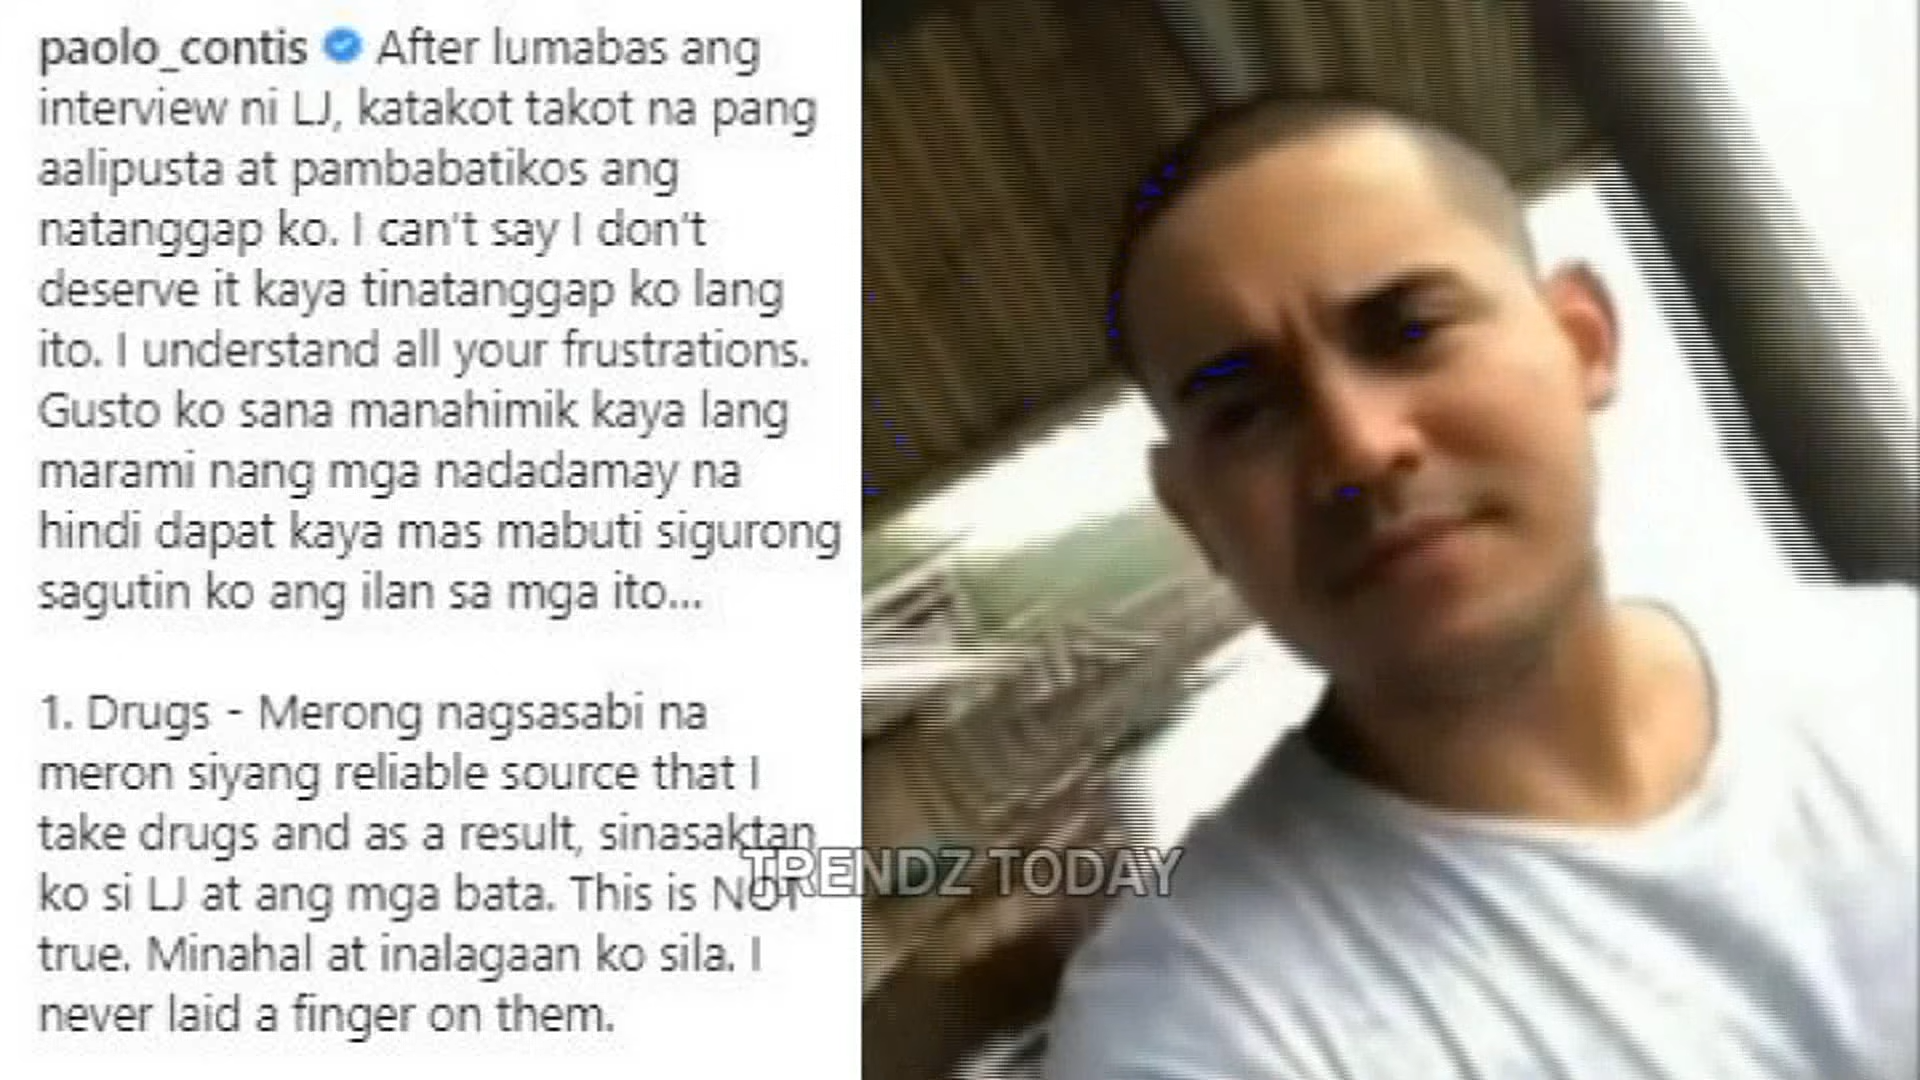 paolo_contis After lumabas ang
interview ni LJ, katakot takot na pang
aalipusta at pambabatikos ang
natanggap ko. I can't say I don't
deserve it kaya tinatanggap ko lang
ito. I understand all your frustrations.
Gusto ko sana manahimik kaya lang
marami nang mga nadadamay na
hindi dapat kaya mas mabuti sigurong
sagutin ko ang ilan sa mga ito...
1. Drugs - Merong nagsasabi na
meron siyang reliable source that I
take drugs and as a result, sinasaktan
ko si LJ at ang mga bata. This is NOT
true. Minahal at inalagaan ko sila. I
never laid a finger on them.
TRENDZ TODAY